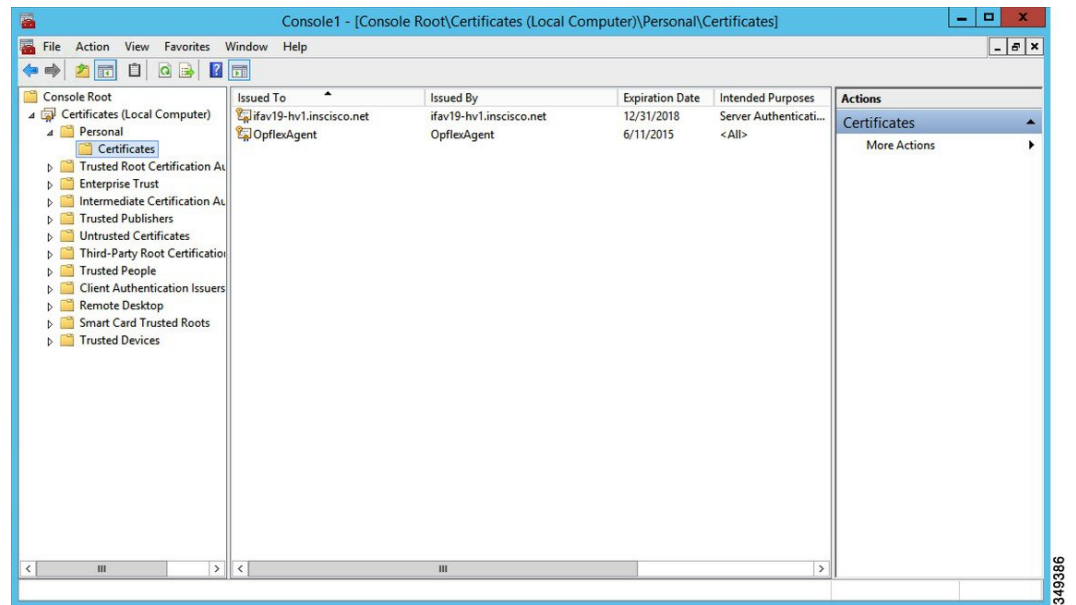 Console1 - [Console Root\Certificates (Local Computer)\Personal\Certificates]
File Action View Favorites Window Help
Console Root
Certificates (Local Computer)
Personal
Certificates
Trusted Root Certification Au
Enterprise Trust
Intermediate Certification Au
Trusted Publishers
Untrusted Certificates
Third-Party Root Certification
Trusted People
Client Authentication Issuers
Remote Desktop
Smart Card Trusted Roots
Trusted Devices
Issued To Issued By Expiration Date Intended Purposes
ifav19-hv1.inscisco.net ifav19-hv1.inscisco.net 12/31/2018 Server Authenticati...
OpflexAgent OpflexAgent 6/11/2015 <All>
Actions
Certificates
More Actions
349386